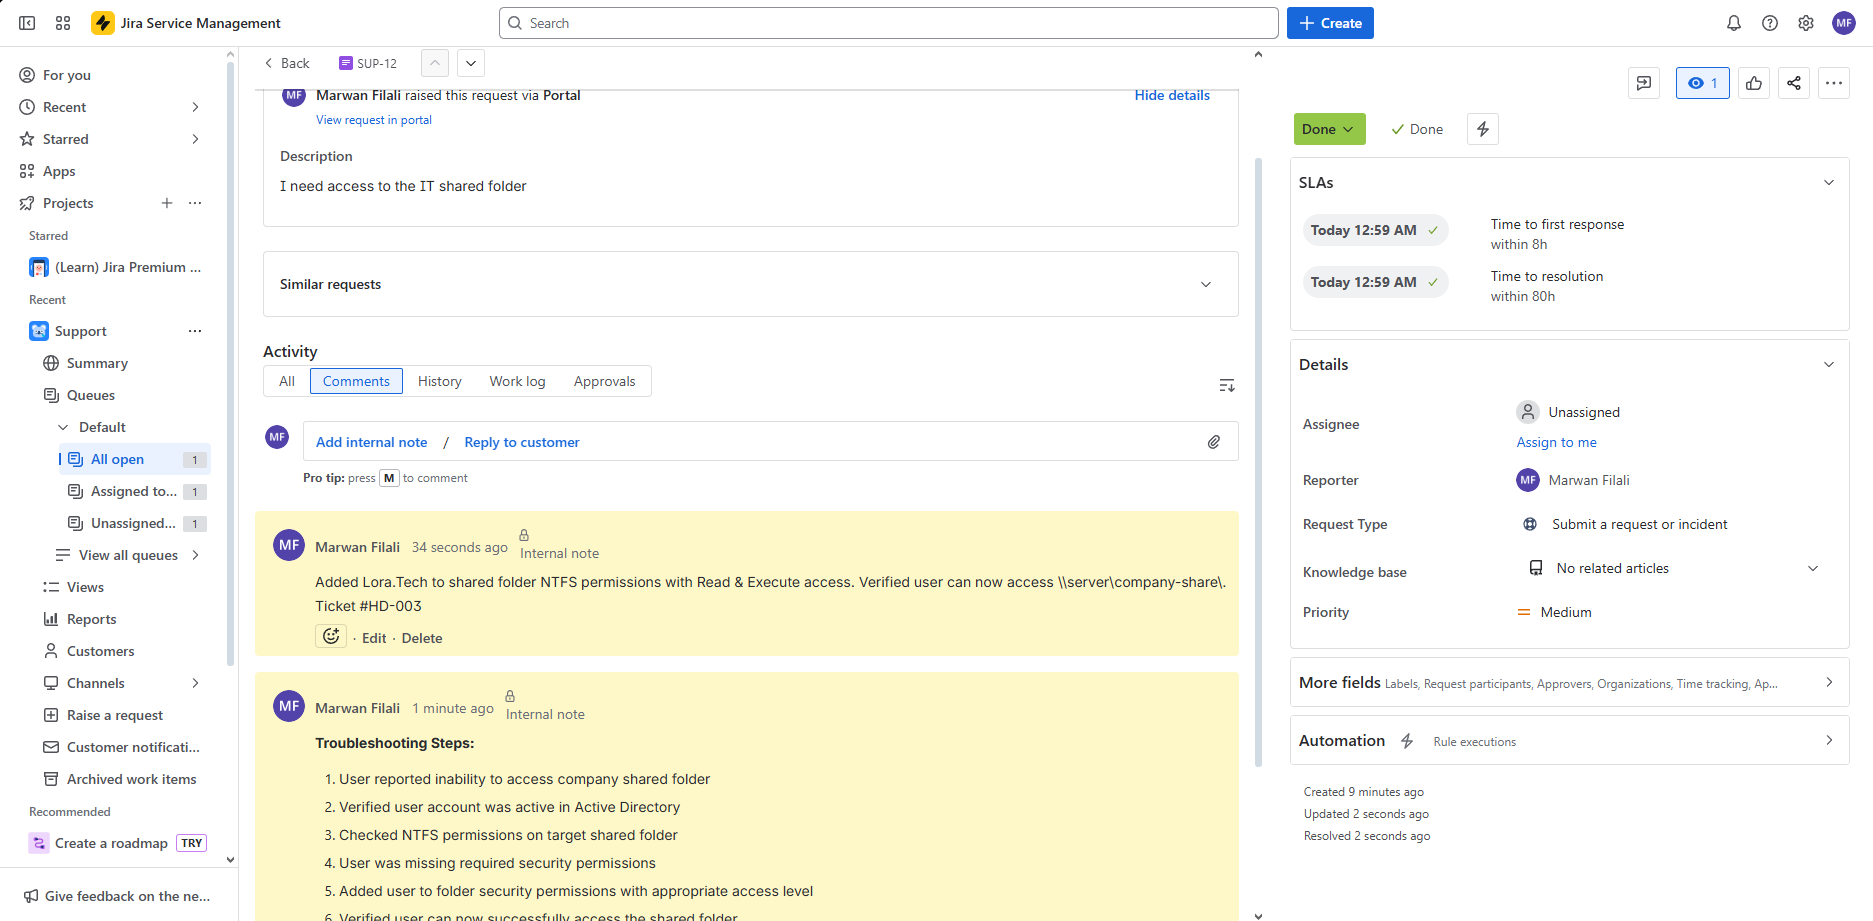 Jira Service Management
Search
Create
MF
For you
Recent
Starred
Apps
Projects
Starred
(Learn) Jira Premium ...
Recent
Support
Summary
Queues
Default
All open 1
Assigned to... 1
Unassigned... 1
View all queues
Views
Reports
Customers
Channels
Raise a request
Customer notificati...
Archived work items
Recommended
Create a roadmap TRY
Give feedback on the ne...
Back SUP-12
MF Marwan Filali raised this request via Portal Hide details
View request in portal
Description
I need access to the IT shared folder
Similar requests
Activity
All Comments History Work log Approvals
MF Add internal note / Reply to customer
Pro tip: press M to comment
MF Marwan Filali 34 seconds ago Internal note
Added Lora.Tech to shared folder NTFS permissions with Read & Execute access. Verified user can now access \\server\company-share\.
Ticket #HD-003
· Edit · Delete
MF Marwan Filali 1 minute ago Internal note
Troubleshooting Steps:
1. User reported inability to access company shared folder
2. Verified user account was active in Active Directory
3. Checked NTFS permissions on target shared folder
4. User was missing required security permissions
5. Added user to folder security permissions with appropriate access level
6. Verified user can now successfully access the shared folder
1
Done Done
SLAs
Today 12:59 AM Time to first response
within 8h
Today 12:59 AM Time to resolution
within 80h
Details
Assignee Unassigned
Assign to me
Reporter MF Marwan Filali
Request Type Submit a request or incident
Knowledge base No related articles
Priority Medium
More fields Labels, Request participants, Approvers, Organizations, Time tracking, Ap...
Automation Rule executions
Created 9 minutes ago
Updated 2 seconds ago
Resolved 2 seconds ago